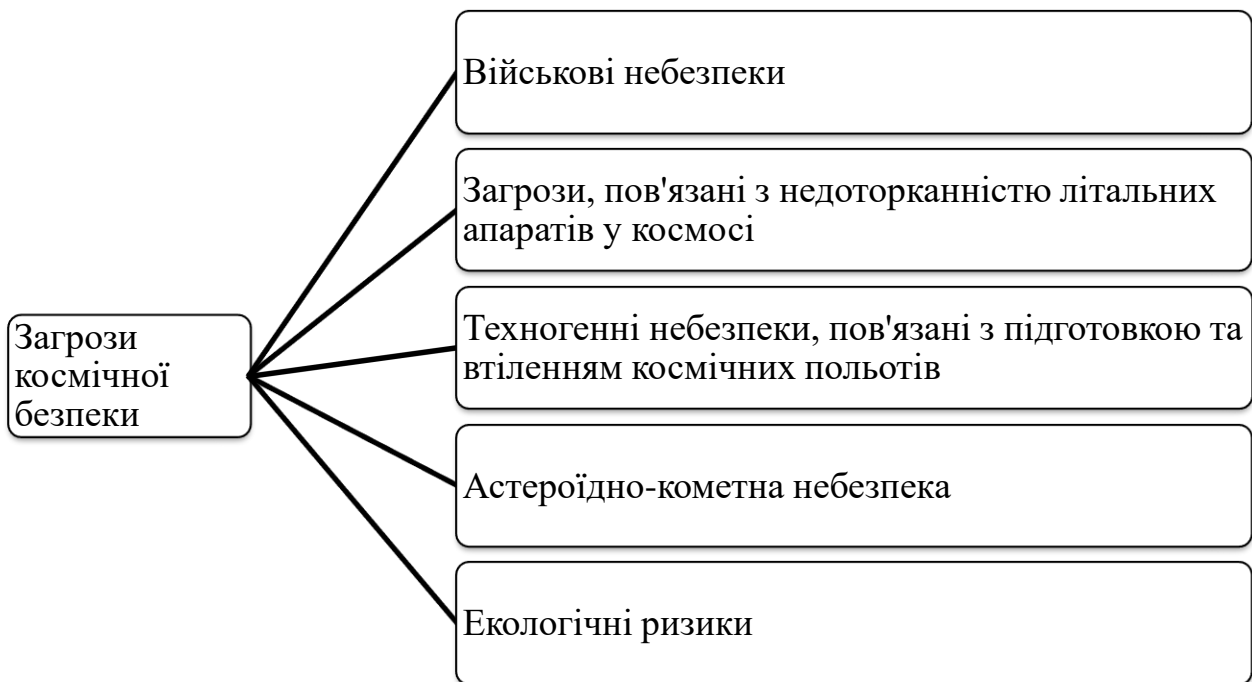 Військові небезпеки
Загрози, пов'язані з недоторканністю літальних
апаратів у космосі
Загрози
космічної
безпеки
Техногенні небезпеки, пов'язані з підготовкою та
втіленням космічних польотів
Астероїдно-кометна небезпека
Екологічні ризики